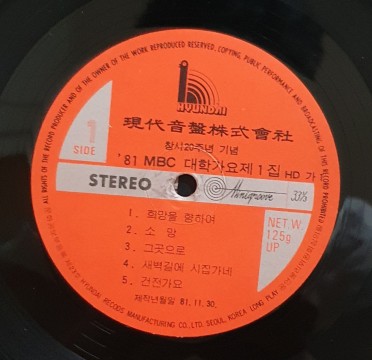 ALL RIGHTS OF THE RECORD PRODUCER AND OF THE OWNER OF THE WORK REPRODUCED RESERVED. COPYING, PUBLIC PERFORMANCE AND BROADCASTING OF THIS RECORD PROHIBITED
HYUNDAI
現代音盤株式會社
창사20주년 기념
'81 MBC 대학가요제 1 집 HD 가
1
SIDE
STEREO
Minigroove
33⅓
1. 희망을 향하여
2. 소 망
3. 그곳으로
4. 새벽길에 시집가네
5. 건전가요
NET W.
125g
UP
제작년월일 81. 11. 30.
HYUNDAI RECORDS MANUFACTURING CO. LTD. SEOUL, KOREA. LONG PLAY